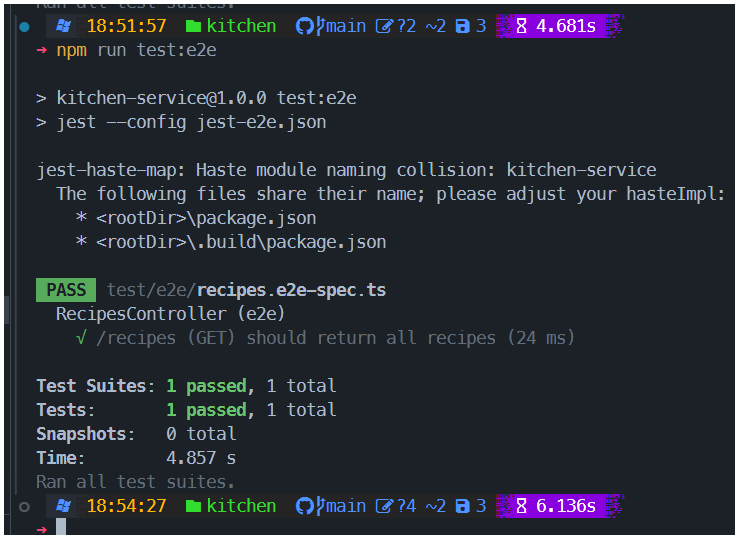 Ran all test suites.
18:51:57 kitchen main ?2 ~2 3 4.681s
→ npm run test:e2e
> kitchen-service@1.0.0 test:e2e
> jest --config jest-e2e.json
jest-haste-map: Haste module naming collision: kitchen-service
The following files share their name; please adjust your hasteImpl:
* <rootDir>\package.json
* <rootDir>\.build\package.json
PASS test/e2e/recipes.e2e-spec.ts
RecipesController (e2e)
√ /recipes (GET) should return all recipes (24 ms)
Test Suites: 1 passed, 1 total
Tests: 1 passed, 1 total
Snapshots: 0 total
Time: 4.857 s
Ran all test suites.
18:54:27 kitchen main ?4 ~2 3 6.136s
→